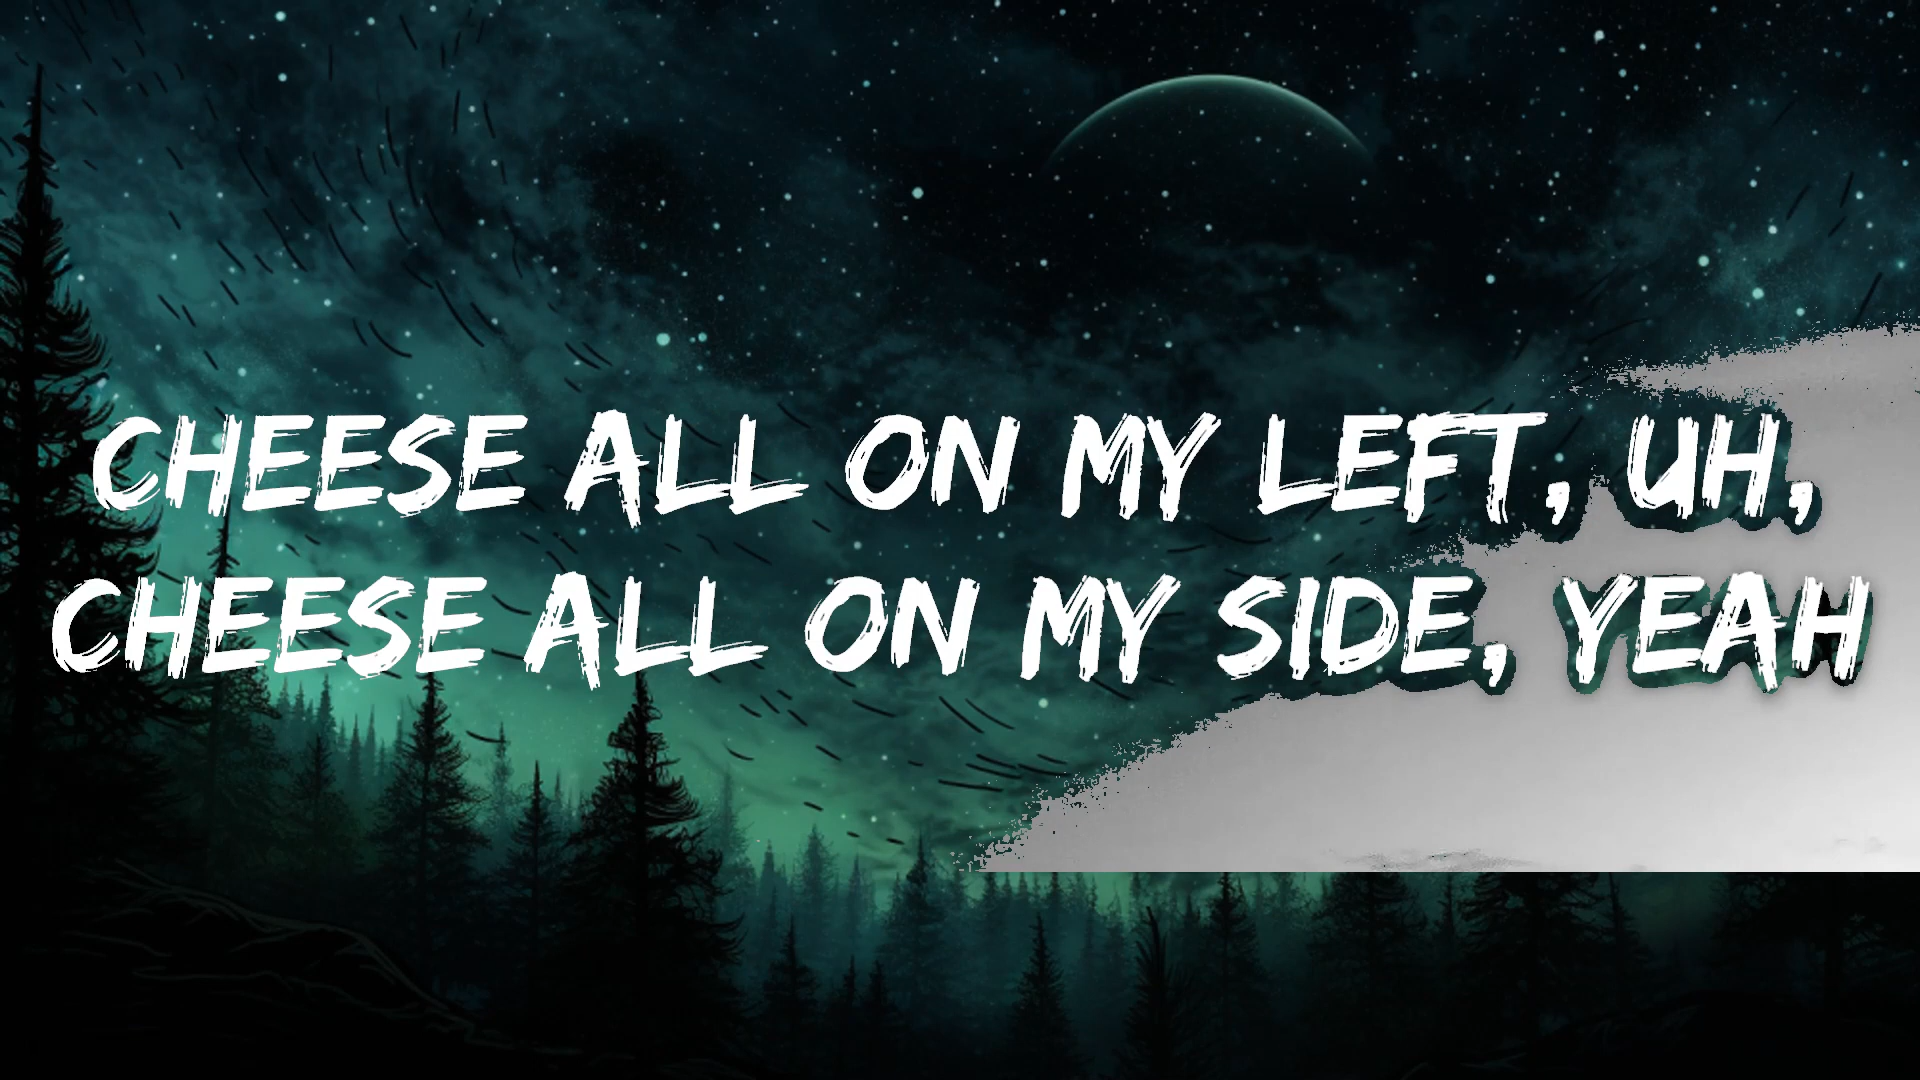 CHEESE ALL ON MY LEFT, UH,
CHEESE ALL ON MY SIDE, YEAH